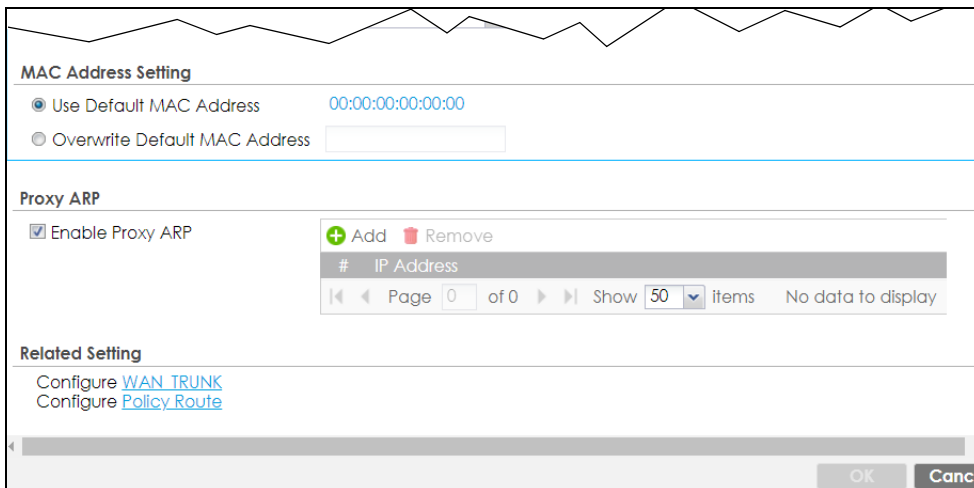 MAC Address Setting
Use Default MAC Address 00:00:00:00:00:00
Overwrite Default MAC Address
Proxy ARP
Enable Proxy ARP
Add Remove
# IP Address
Page 0 of 0 Show 50 items No data to display
Related Setting
Configure WAN_TRUNK
Configure Policy Route
OK Canc